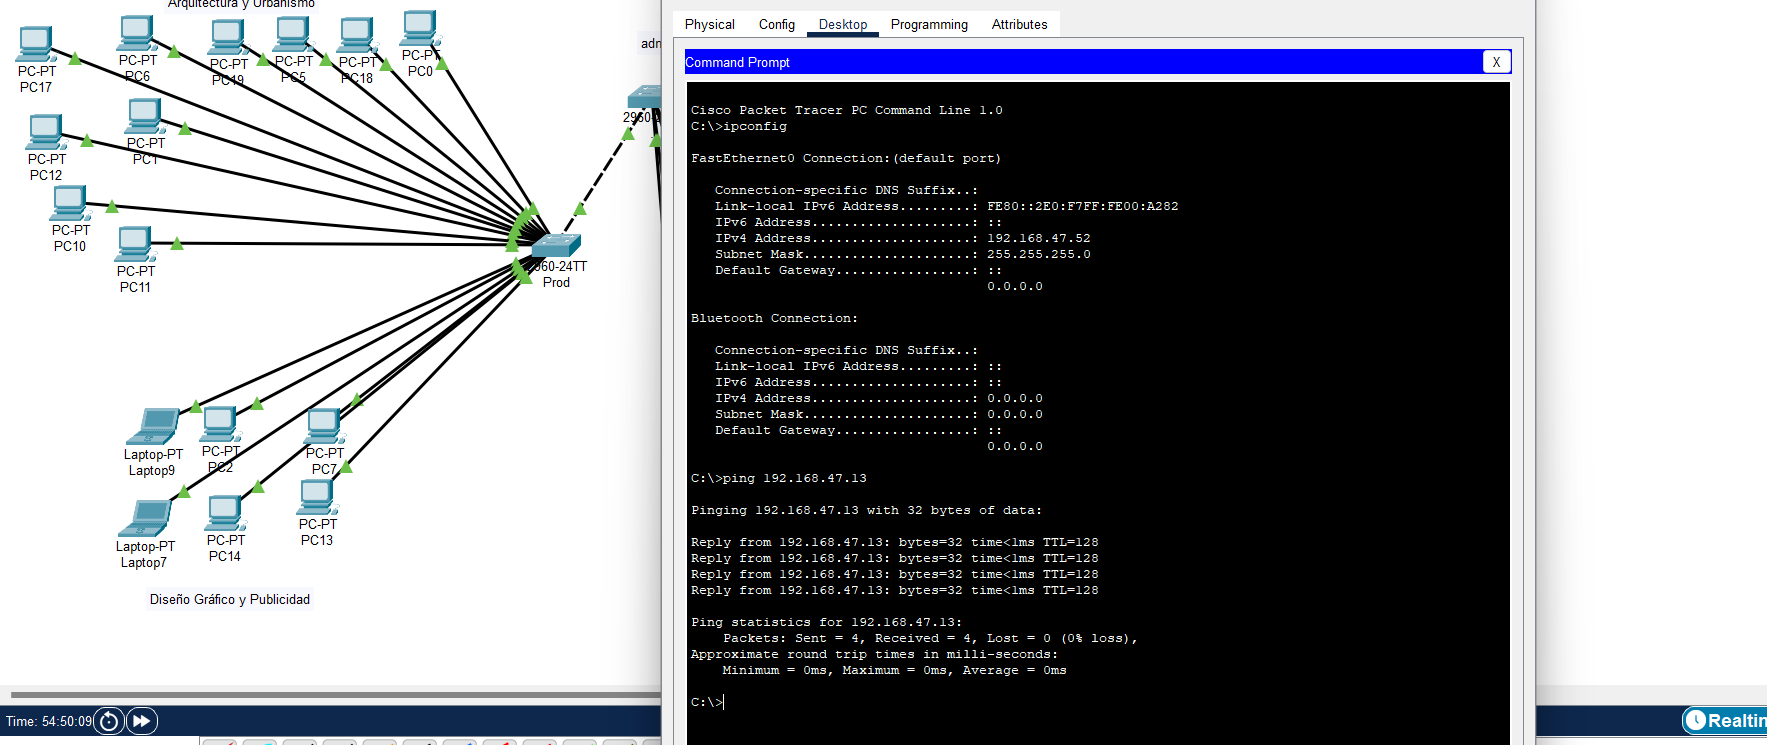 Arquitectura y Urbanismo
PC-PT
PC17
PC-PT
PC6
PC-PT
PC19
PC-PT
PC5
PC-PT
PC18
PC-PT
PC0
PC-PT
PC12
PC-PT
PC1
PC-PT
PC10
PC-PT
PC11
960-24TT
Prod
Laptop-PT
Laptop9
PC-PT
PC2
PC-PT
PC7
Laptop-PT
Laptop7
PC-PT
PC14
PC-PT
PC13
Diseño Gráfico y Publicidad
Time: 54:50:09
Physical Config Desktop Programming Attributes
Command Prompt X
Cisco Packet Tracer PC Command Line 1.0
C:\>ipconfig
FastEthernet0 Connection:(default port)
Connection-specific DNS Suffix..:
Link-local IPv6 Address.........: FE80::2E0:F7FF:FE00:A282
IPv6 Address....................: ::
IPv4 Address....................: 192.168.47.52
Subnet Mask.....................: 255.255.255.0
Default Gateway.................: ::
0.0.0.0
Bluetooth Connection:
Connection-specific DNS Suffix..:
Link-local IPv6 Address.........: ::
IPv6 Address....................: ::
IPv4 Address....................: 0.0.0.0
Subnet Mask.....................: 0.0.0.0
Default Gateway.................: ::
0.0.0.0
C:\>ping 192.168.47.13
Pinging 192.168.47.13 with 32 bytes of data:
Reply from 192.168.47.13: bytes=32 time<1ms TTL=128
Reply from 192.168.47.13: bytes=32 time<1ms TTL=128
Reply from 192.168.47.13: bytes=32 time<1ms TTL=128
Reply from 192.168.47.13: bytes=32 time<1ms TTL=128
Ping statistics for 192.168.47.13:
Packets: Sent = 4, Received = 4, Lost = 0 (0% loss),
Approximate round trip times in milli-seconds:
Minimum = 0ms, Maximum = 0ms, Average = 0ms
C:\>